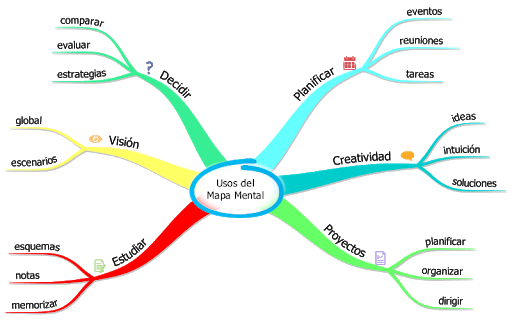 Usos del
Mapa Mental
Decidir
comparar
evaluar
estrategias
Visión
global
escenarios
Estudiar
esquemas
notas
memorizar
Planificar
eventos
reuniones
tareas
Creatividad
ideas
intuición
soluciones
Proyectos
planificar
organizar
dirigir